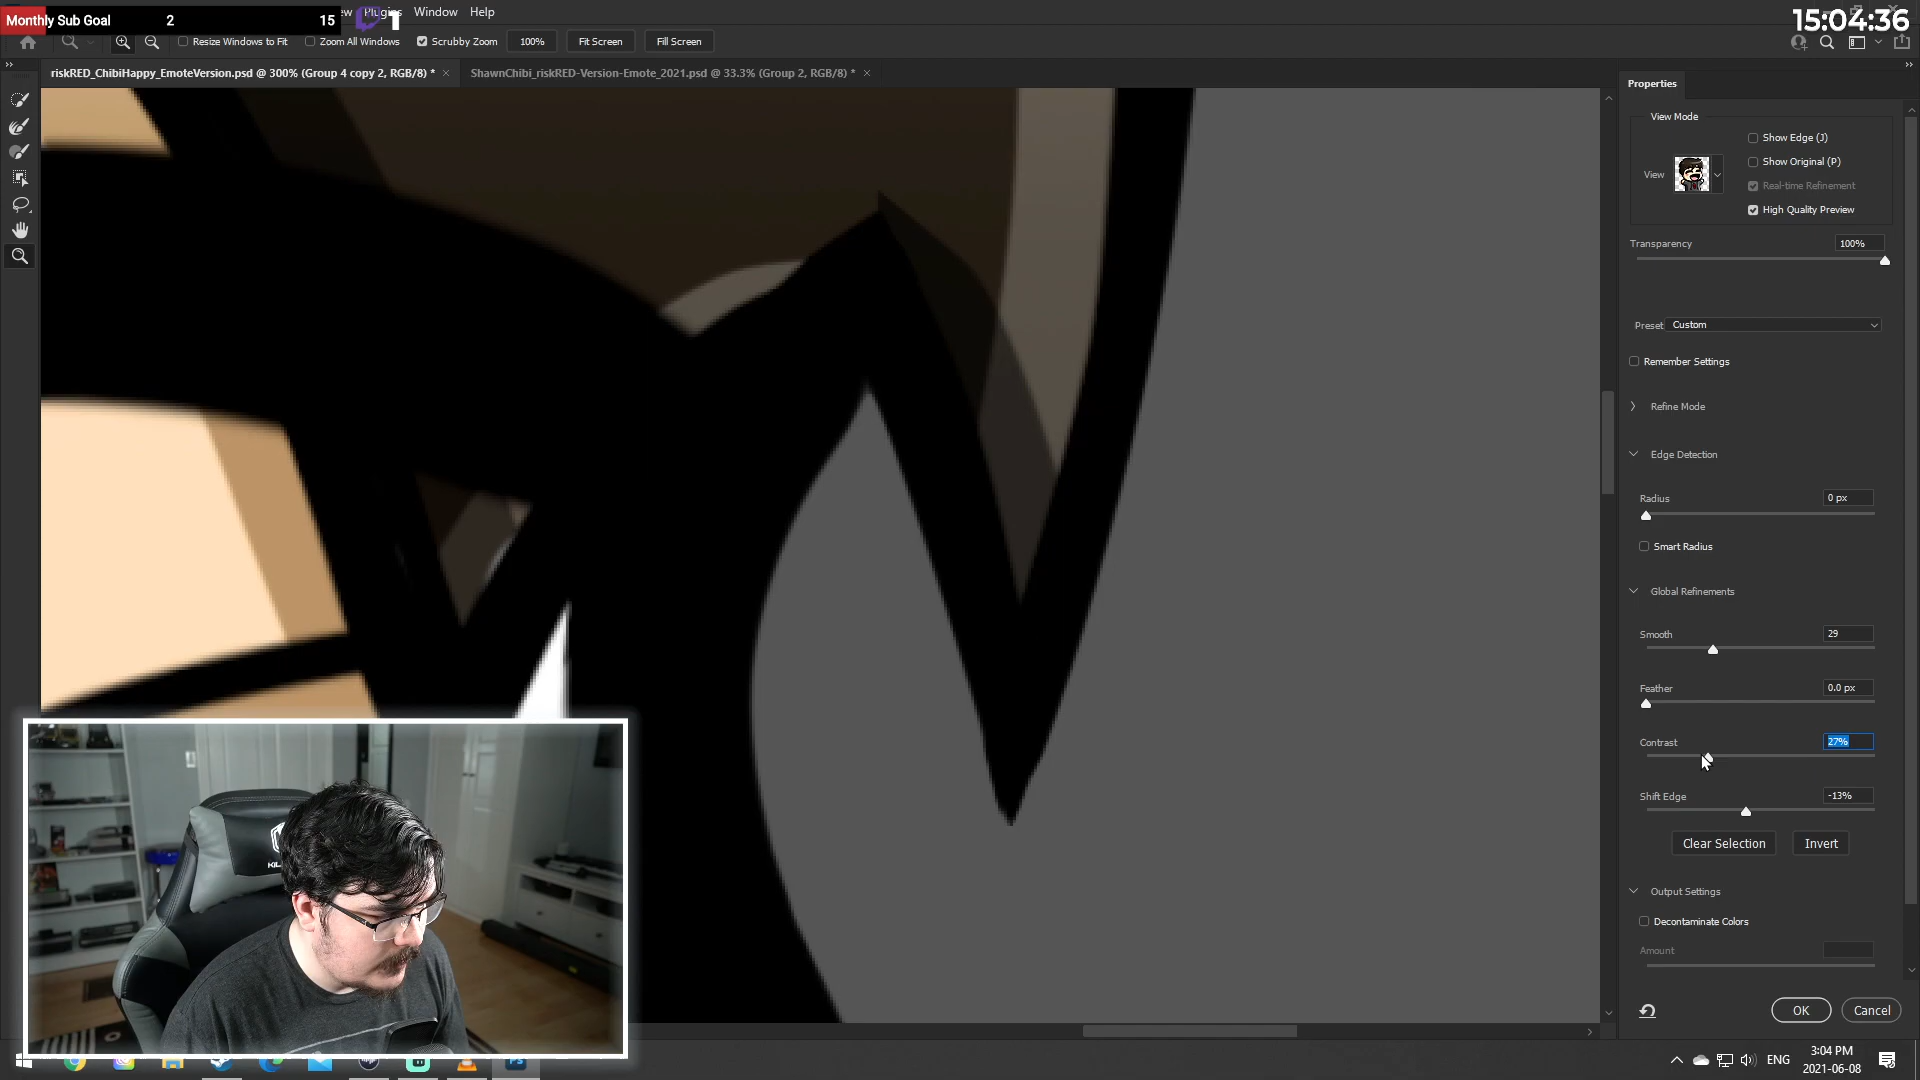 Monthly Sub Goal 2 15
1
Plugins Window Help
15:04:36
Resize Windows to Fit Zoom All Windows Scrubby Zoom 100% Fit Screen Fill Screen
riskRED_ChibiHappy_EmoteVersion.psd @ 300% (Group 4 copy 2, RGB/8) * ×
ShawnChibi_riskRED-Version-Emote_2021.psd @ 33.3% (Group 2, RGB/8) * ×
Properties
View Mode
Show Edge (J)
Show Original (P)
View
Real-time Refinement
High Quality Preview
Transparency 100%
Preset Custom
Remember Settings
Refine Mode
Edge Detection
Radius 0 px
Smart Radius
Global Refinements
Smooth 29
Feather 0.0 px
Contrast 27%
Shift Edge -13%
Clear Selection Invert
Output Settings
Decontaminate Colors
Amount
OK Cancel
Ps
ENG
3:04 PM
2021-06-08